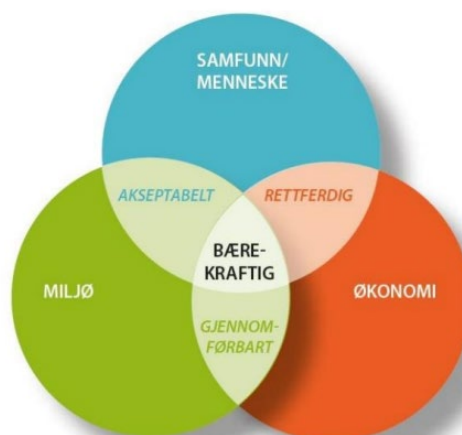 SAMFUNN/
MENNESKE
AKSEPTABELT
RETTFERDIG
BÆRE-
KRAFTIG
MILJØ
ØKONOMI
GJENNOM-
FØRBART